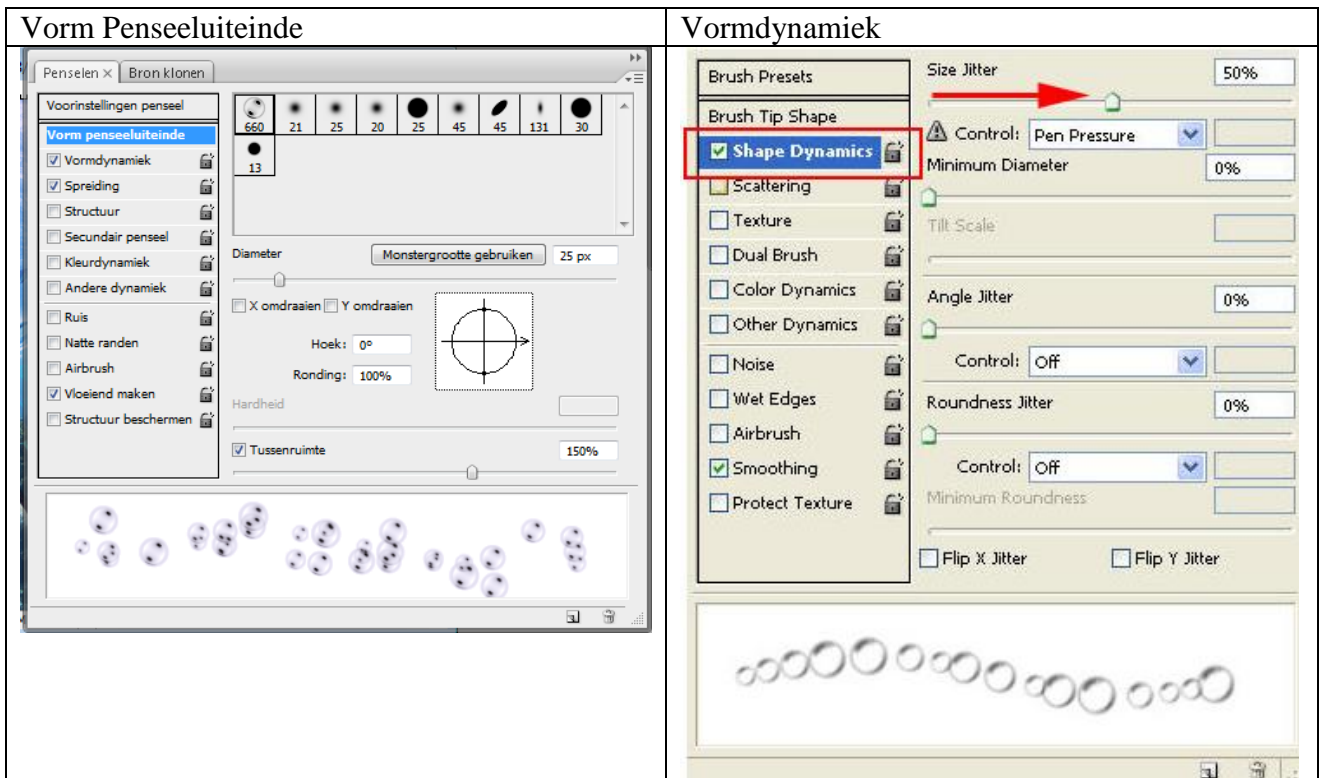 Vorm Penseeluiteinde
Penselen × Bron klonen
Voorinstellingen penseel
Vorm penseeluiteinde
Vormdynamiek
Spreiding
Structuur
Secundair penseel
Kleurdynamiek
Andere dynamiek
Ruis
Natte randen
Airbrush
Vloeiend maken
Structuur beschermen
660 21 25 20 25 45 45 131 30
13
Diameter Monstergrootte gebruiken 25 px
X omdraaien Y omdraaien
Hoek: 0º
Ronding: 100%
Hardheid
Tussenruimte 150%
Vormdynamiek
Brush Presets
Brush Tip Shape
Shape Dynamics
Scattering
Texture
Dual Brush
Color Dynamics
Other Dynamics
Noise
Wet Edges
Airbrush
Smoothing
Protect Texture
Size Jitter 50%
Control: Pen Pressure
Minimum Diameter 0%
Tilt Scale
Angle Jitter 0%
Control: Off
Roundness Jitter 0%
Control: Off
Minimum Roundness
Flip X Jitter Flip Y Jitter